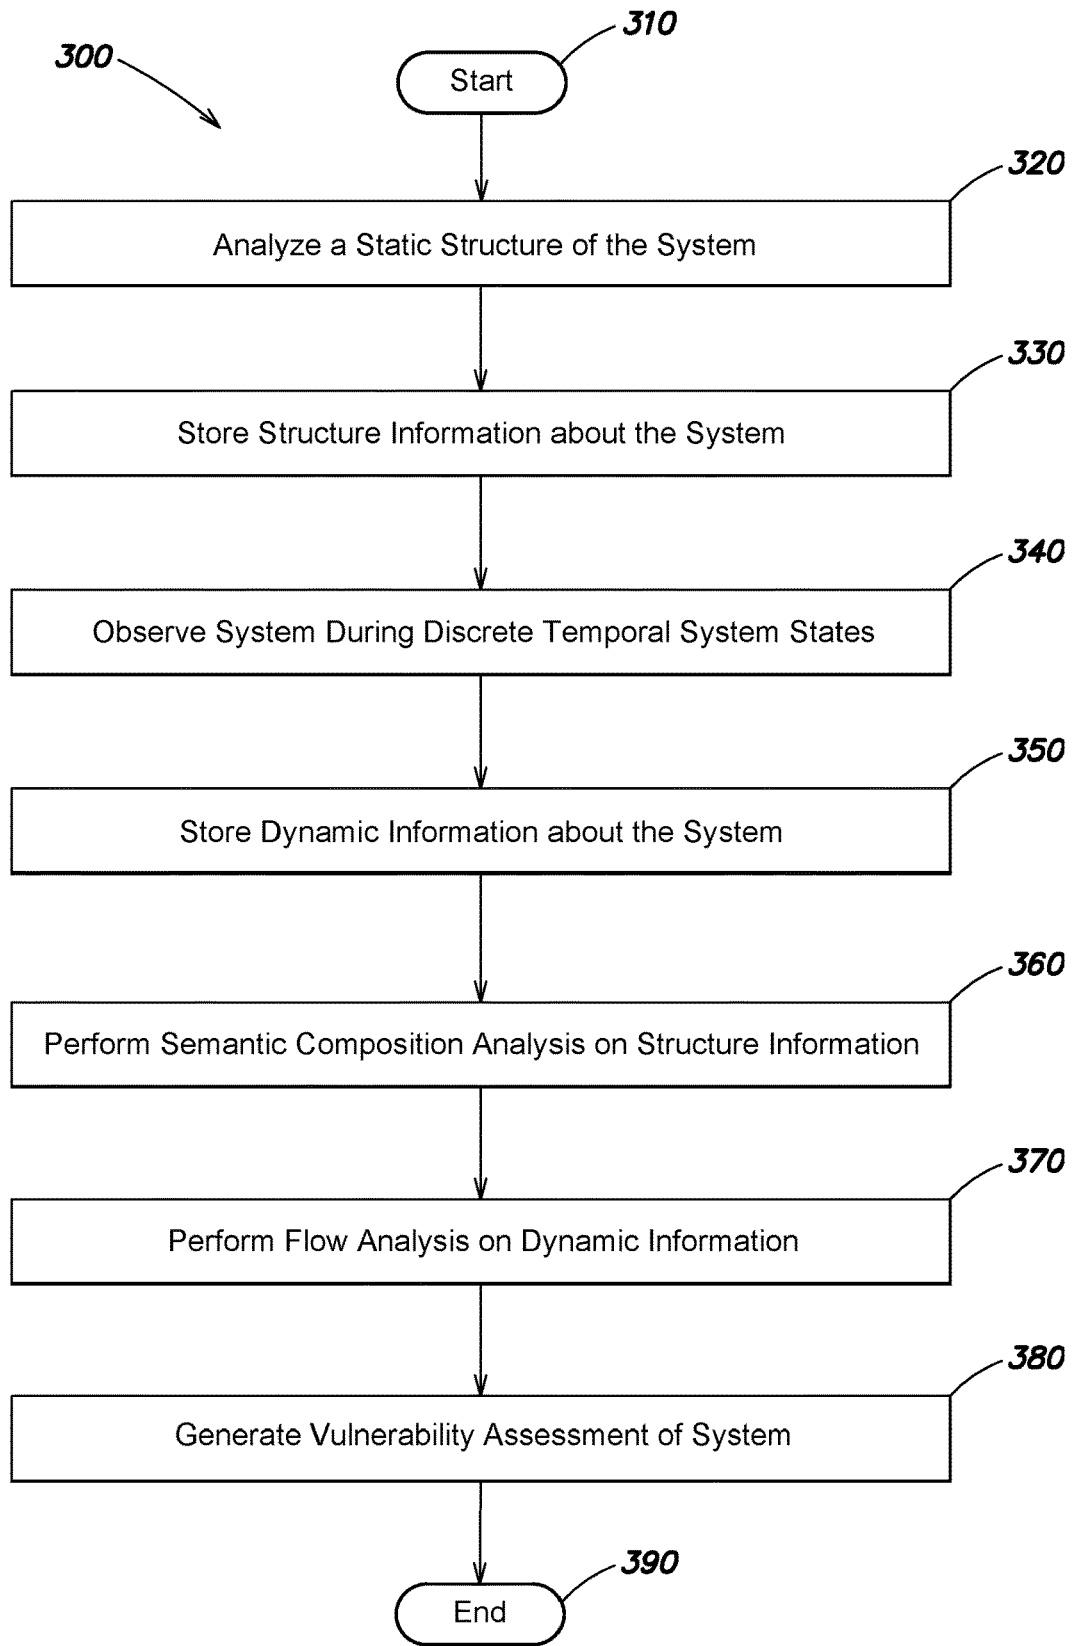 310
300
Start
320
Analyze a Static Structure of the System
330
Store Structure Information about the System
340
Observe System During Discrete Temporal System States
350
Store Dynamic Information about the System
360
Perform Semantic Composition Analysis on Structure Information
370
Perform Flow Analysis on Dynamic Information
380
Generate Vulnerability Assessment of System
390
End